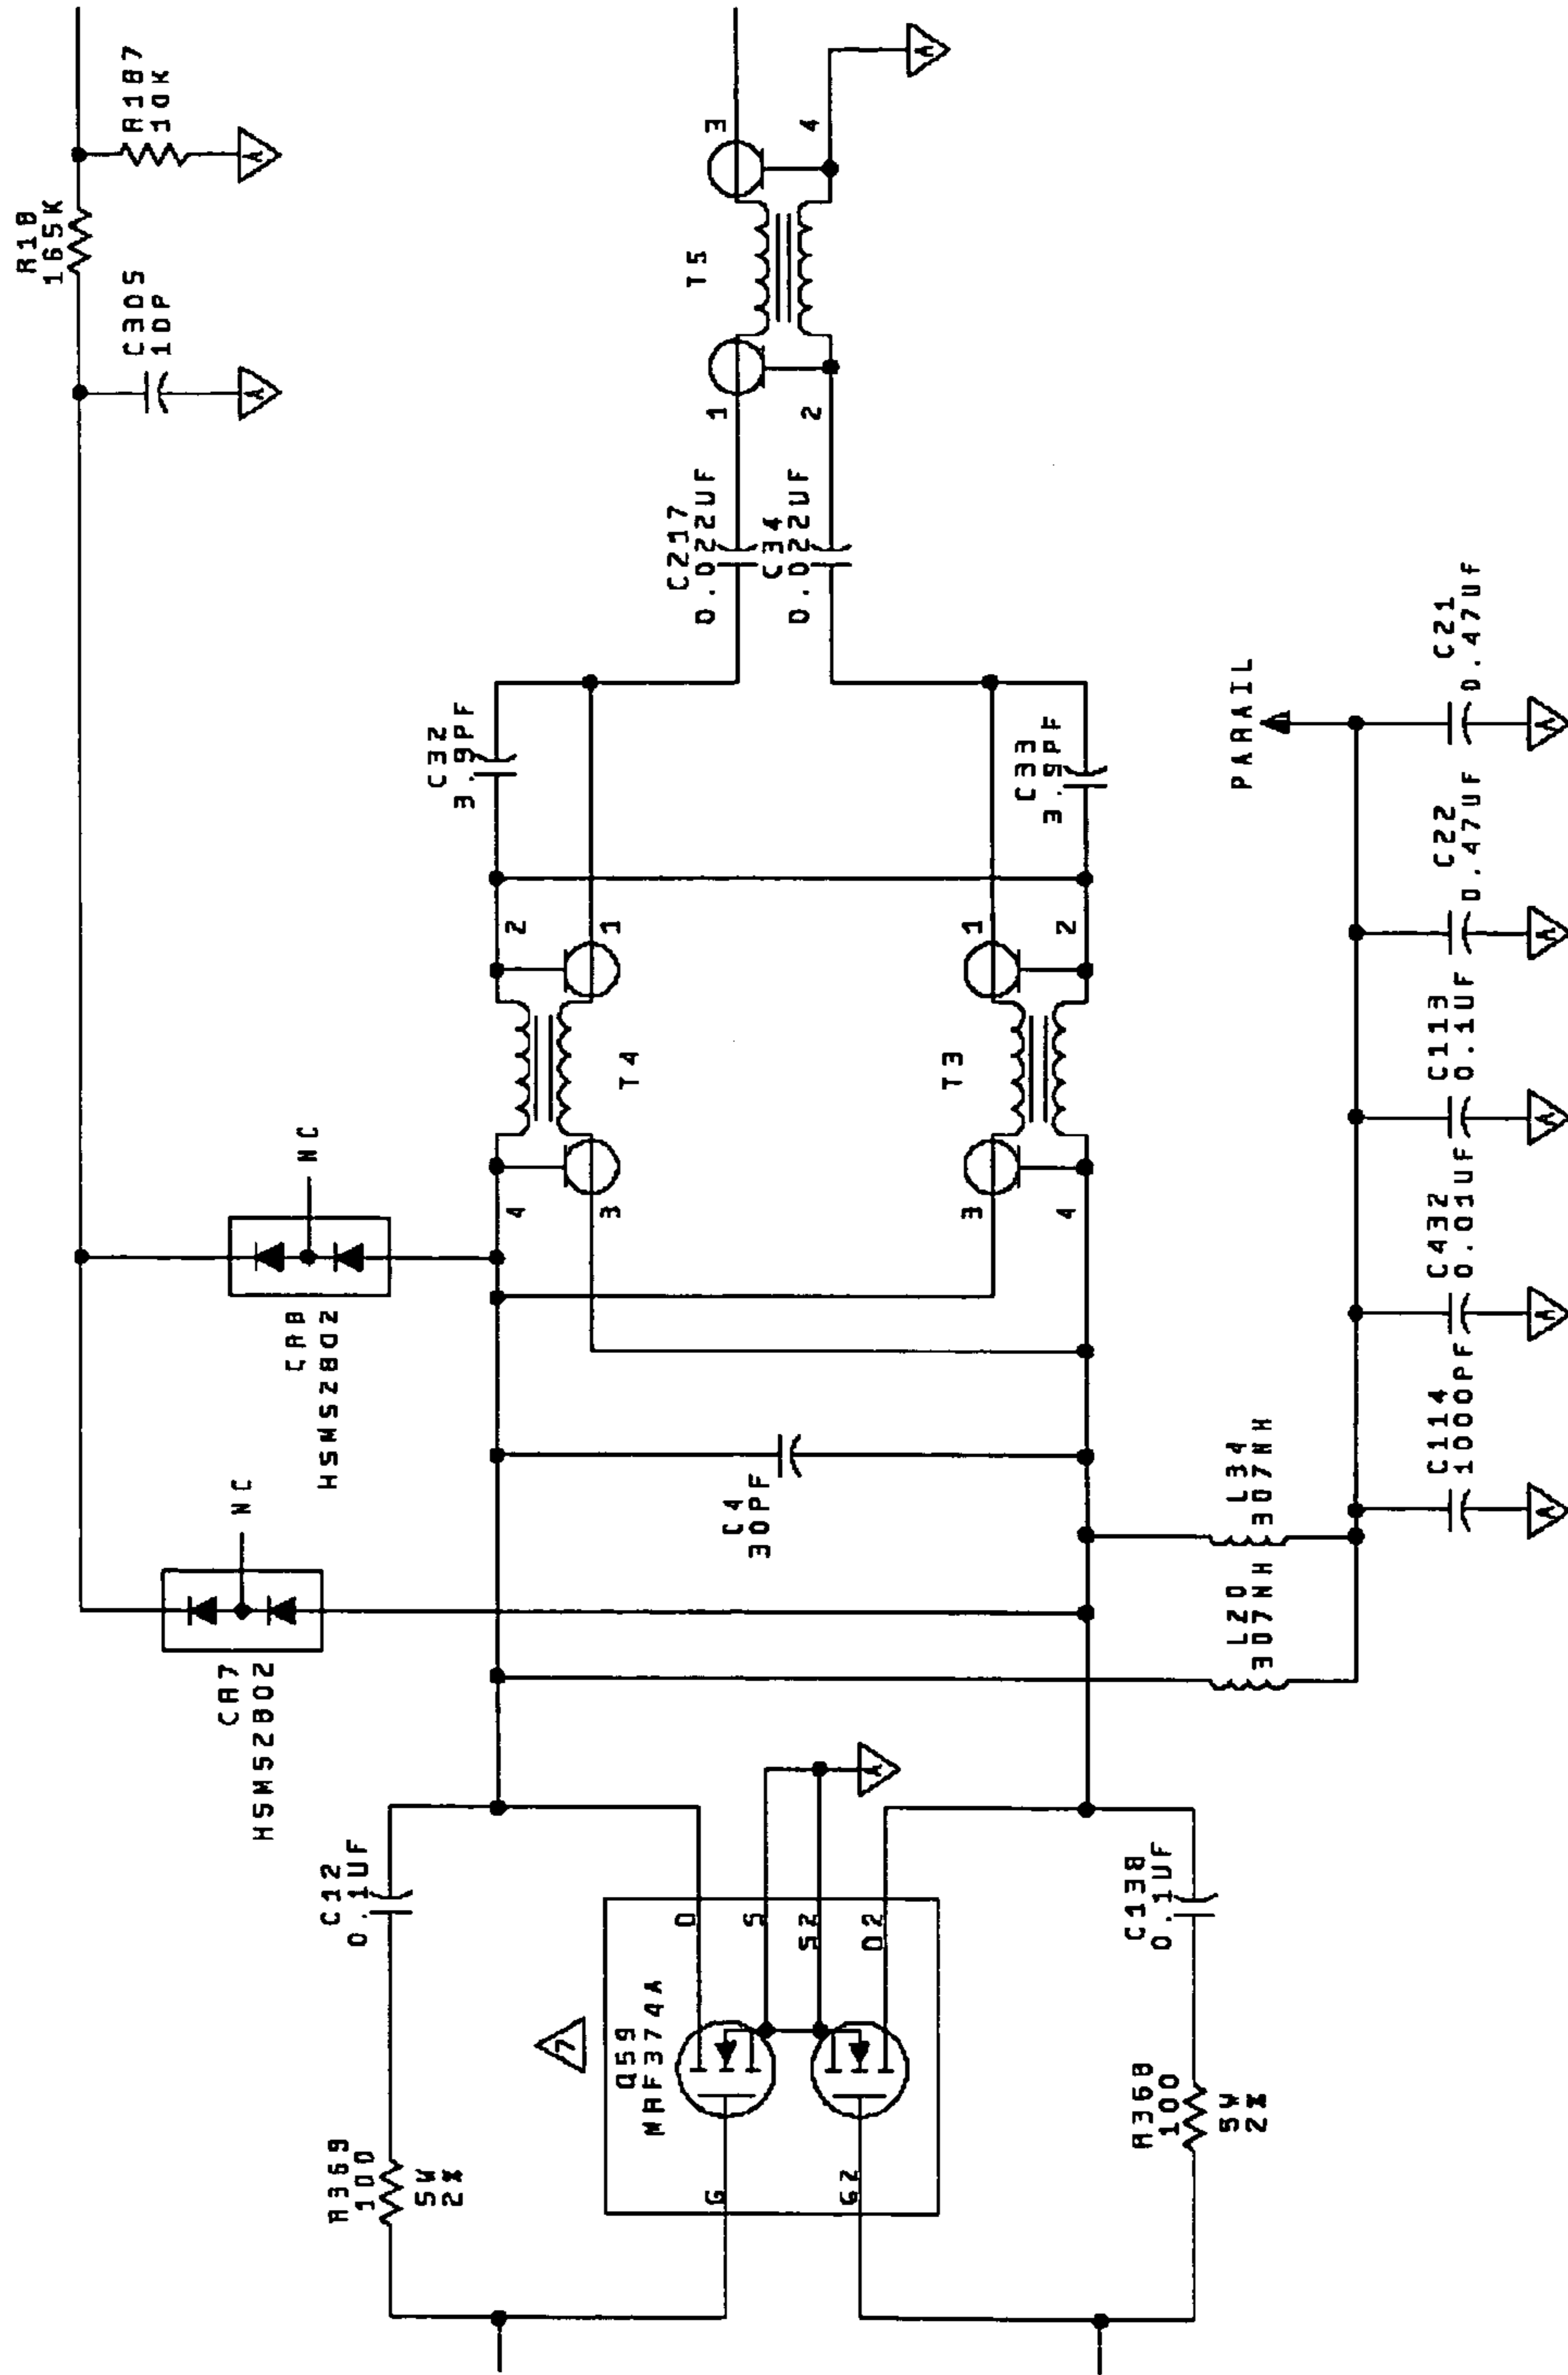 R18
165K
C305
10P
R187
10K
NC
NC
CR8
HSMS2802
CR7
HSMS2802
R369
100
5W
2%
C12
0.1UF
C32
3.9PF
4
2
3
1
T4
7
Q59
MRF374A
G
D
S
S2
D2
G2
C4
30PF
C217
0.022UF
C34
0.022UF
1
3
2
4
T5
T3
3
1
4
2
C33
3.9PF
R368
100
5W
2%
C138
0.1UF
L20
307NH
L34
307NH
PARAIL
C114
1000PF
C432
0.01UF
C113
0.1UF
C22
0.47UF
C21
0.47UF
A
A
A
A
A
A
A
A
A